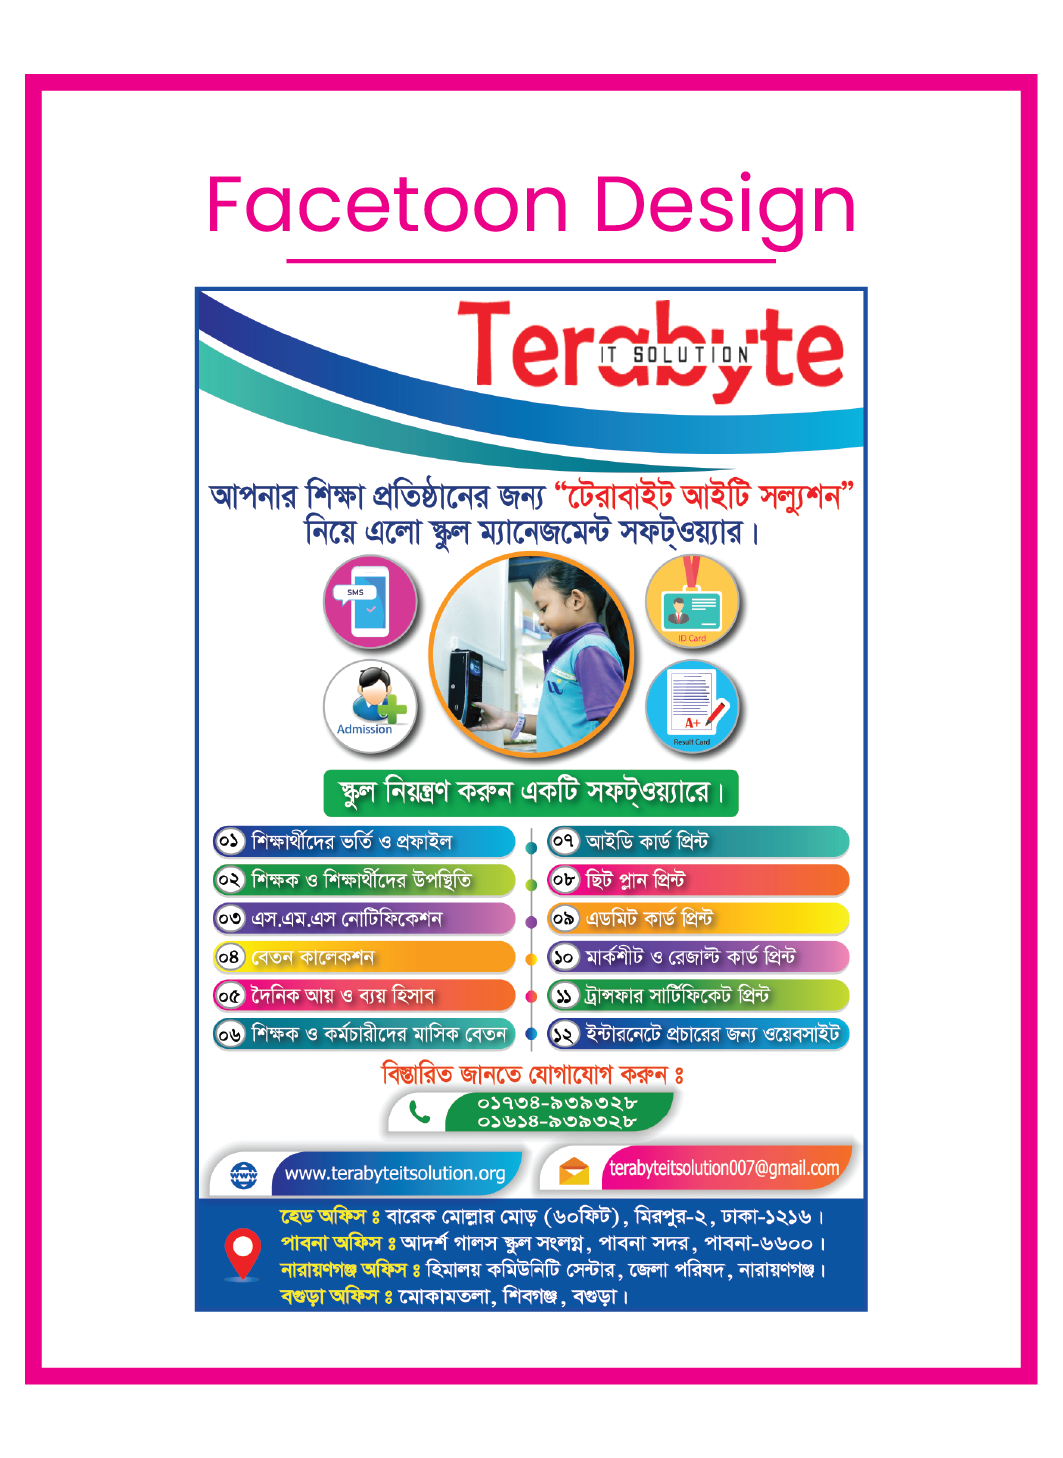 Facetoon Design
Terabyte
IT SOLUTION
আপনার শিক্ষা প্রতিষ্ঠানের জন্য “টেরাবাইট আইটি সল্যুশন”
নিয়ে এলো স্কুল ম্যানেজমেন্ট সফট্ওয়্যার।
SMS
ID Card
Admission
A+
Result Card
স্কুল নিয়ন্ত্রণ করুন একটি সফট্ওয়্যারে।
০১ শিক্ষার্থীদের ভর্তি ও প্রফাইল
০২ শিক্ষক ও শিক্ষার্থীদের উপস্থিতি
০৩ এস.এম.এস নোটিফিকেশন
০৪ বেতন কালেকশন
০৫ দৈনিক আয় ও ব্যয় হিসাব
০৬ শিক্ষক ও কর্মচারীদের মাসিক বেতন
০৭ আইডি কার্ড প্রিন্ট
০৮ ছিট প্লান প্রিন্ট
০৯ এডমিট কার্ড প্রিন্ট
১০ মার্কশীট ও রেজাল্ট কার্ড প্রিন্ট
১১ ট্রান্সফার সার্টিফিকেট প্রিন্ট
১২ ইন্টারনেটে প্রচারের জন্য ওয়েবসাইট
বিস্তারিত জানতে যোগাযোগ করুন ঃ
০১৭৩৪-৯৩৯৩২৮
০১৬১৪-৯৩৯৩২৮
www
www.terabyteitsolution.org
terabyteitsolution007@gmail.com
হেড অফিস ঃ বারেক মোল্লার মোড় (৬০ফিট), মিরপুর-২, ঢাকা-১২১৬।
পাবনা অফিস ঃ আদর্শ গালস স্কুল সংলগ্ন, পাবনা সদর, পাবনা-৬৬০০।
নারায়ণগঞ্জ অফিস ঃ হিমালয় কমিউনিটি সেন্টার, জেলা পরিষদ, নারায়ণগঞ্জ।
বগুড়া অফিস ঃ মোকামতলা, শিবগঞ্জ, বগুড়া।